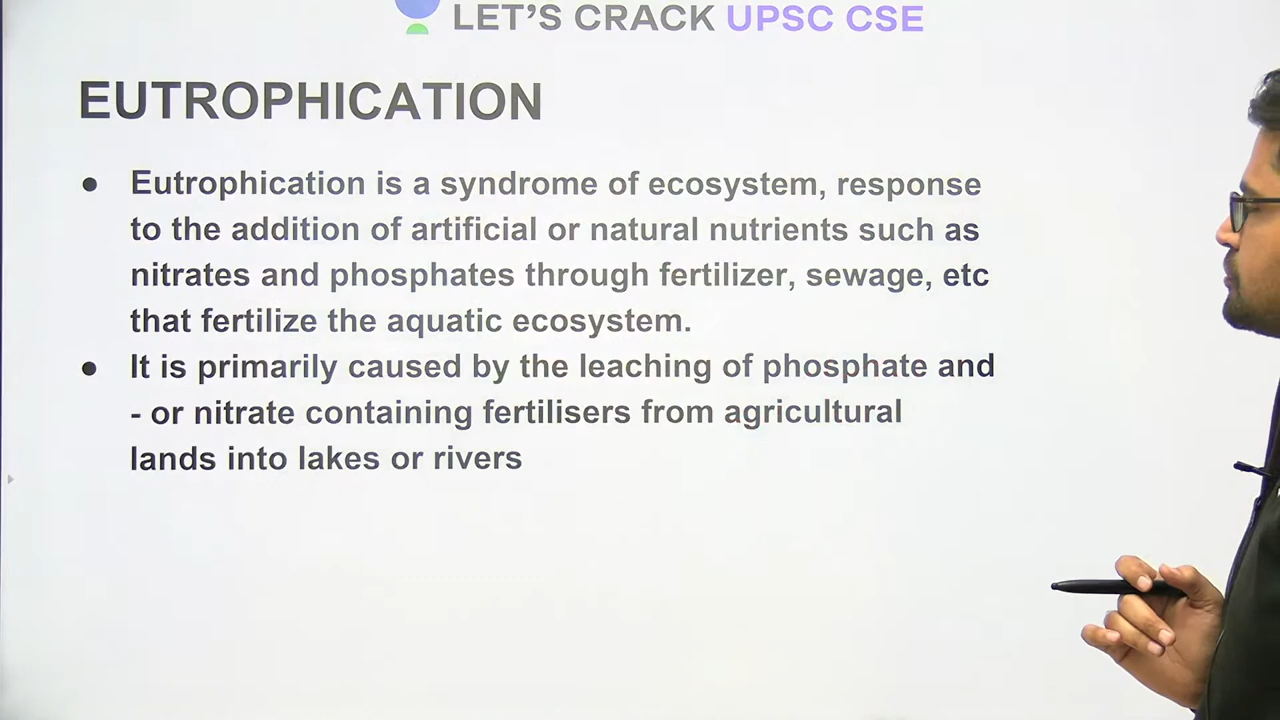 LET'S CRACK UPSC CSE
EUTROPHICATION
● Eutrophication is a syndrome of ecosystem, response
to the addition of artificial or natural nutrients such as
nitrates and phosphates through fertilizer, sewage, etc
that fertilize the aquatic ecosystem.
● It is primarily caused by the leaching of phosphate and
- or nitrate containing fertilisers from agricultural
lands into lakes or rivers